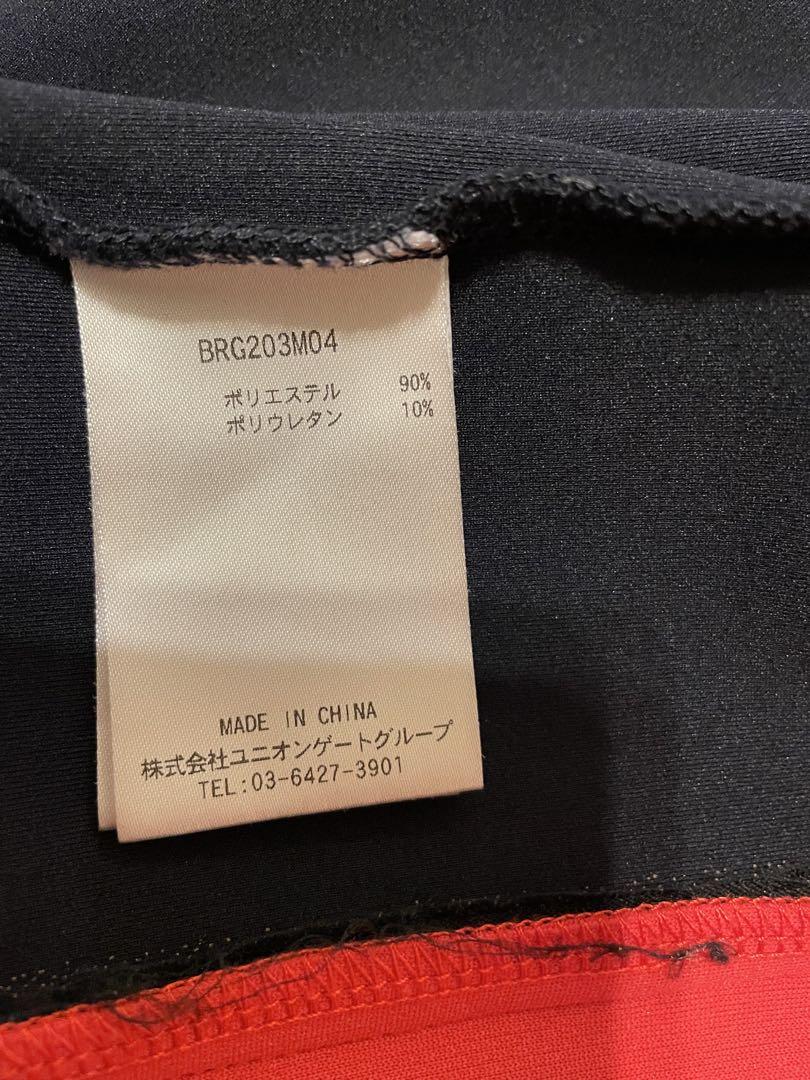 BRG203M04
ポリエステル 90%
ポリウレタン 10%
MADE IN CHINA
株式会社ユニオンゲートグループ
TEL:03-6427-3901